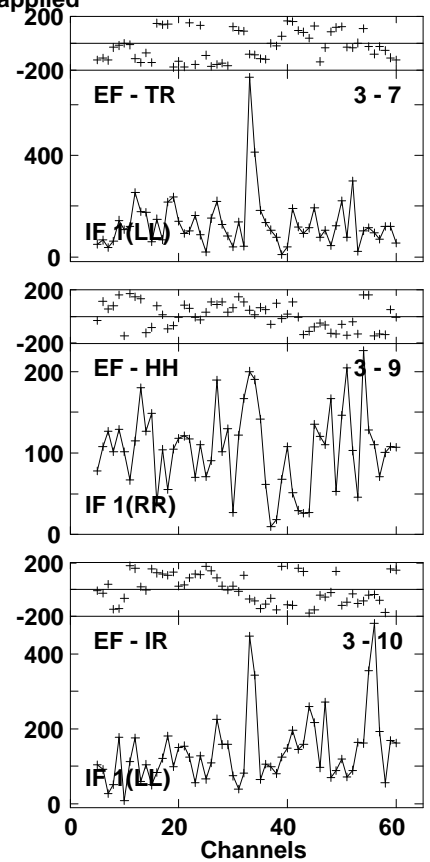 applied
200
-200
EF - TR 3 - 7
400
IF 1(LL)
0
200
-200
EF - HH 3 - 9
200
100
IF 1(RR)
0
200
-200
EF - IR 3 - 10
400
200
IF 1(LL)
0
0 20 40 60
Channels